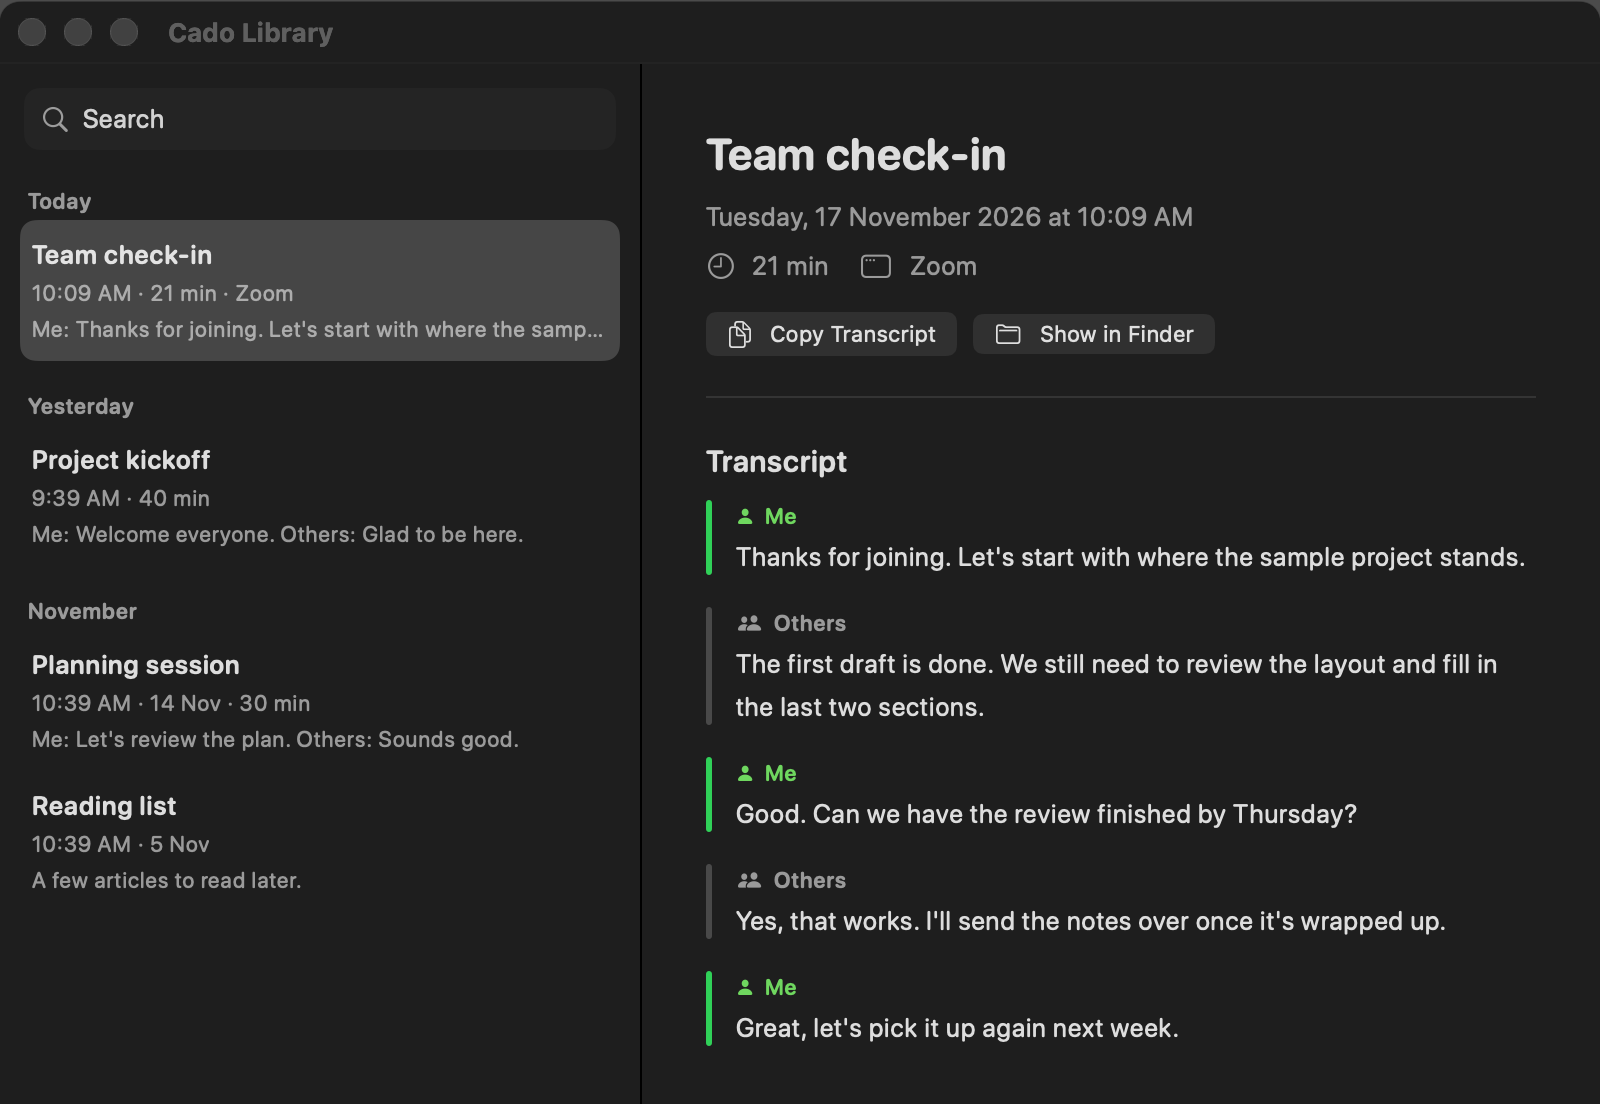 Cado Library
Search
Today
Team check-in
10:09 AM · 21 min · Zoom
Me: Thanks for joining. Let's start with where the samp...
Yesterday
Project kickoff
9:39 AM · 40 min
Me: Welcome everyone. Others: Glad to be here.
November
Planning session
10:39 AM · 14 Nov · 30 min
Me: Let's review the plan. Others: Sounds good.
Reading list
10:39 AM · 5 Nov
A few articles to read later.
Team check-in
Tuesday, 17 November 2026 at 10:09 AM
21 min Zoom
Copy Transcript Show in Finder
Transcript
Me
Thanks for joining. Let's start with where the sample project stands.
Others
The first draft is done. We still need to review the layout and fill in
the last two sections.
Me
Good. Can we have the review finished by Thursday?
Others
Yes, that works. I'll send the notes over once it's wrapped up.
Me
Great, let's pick it up again next week.